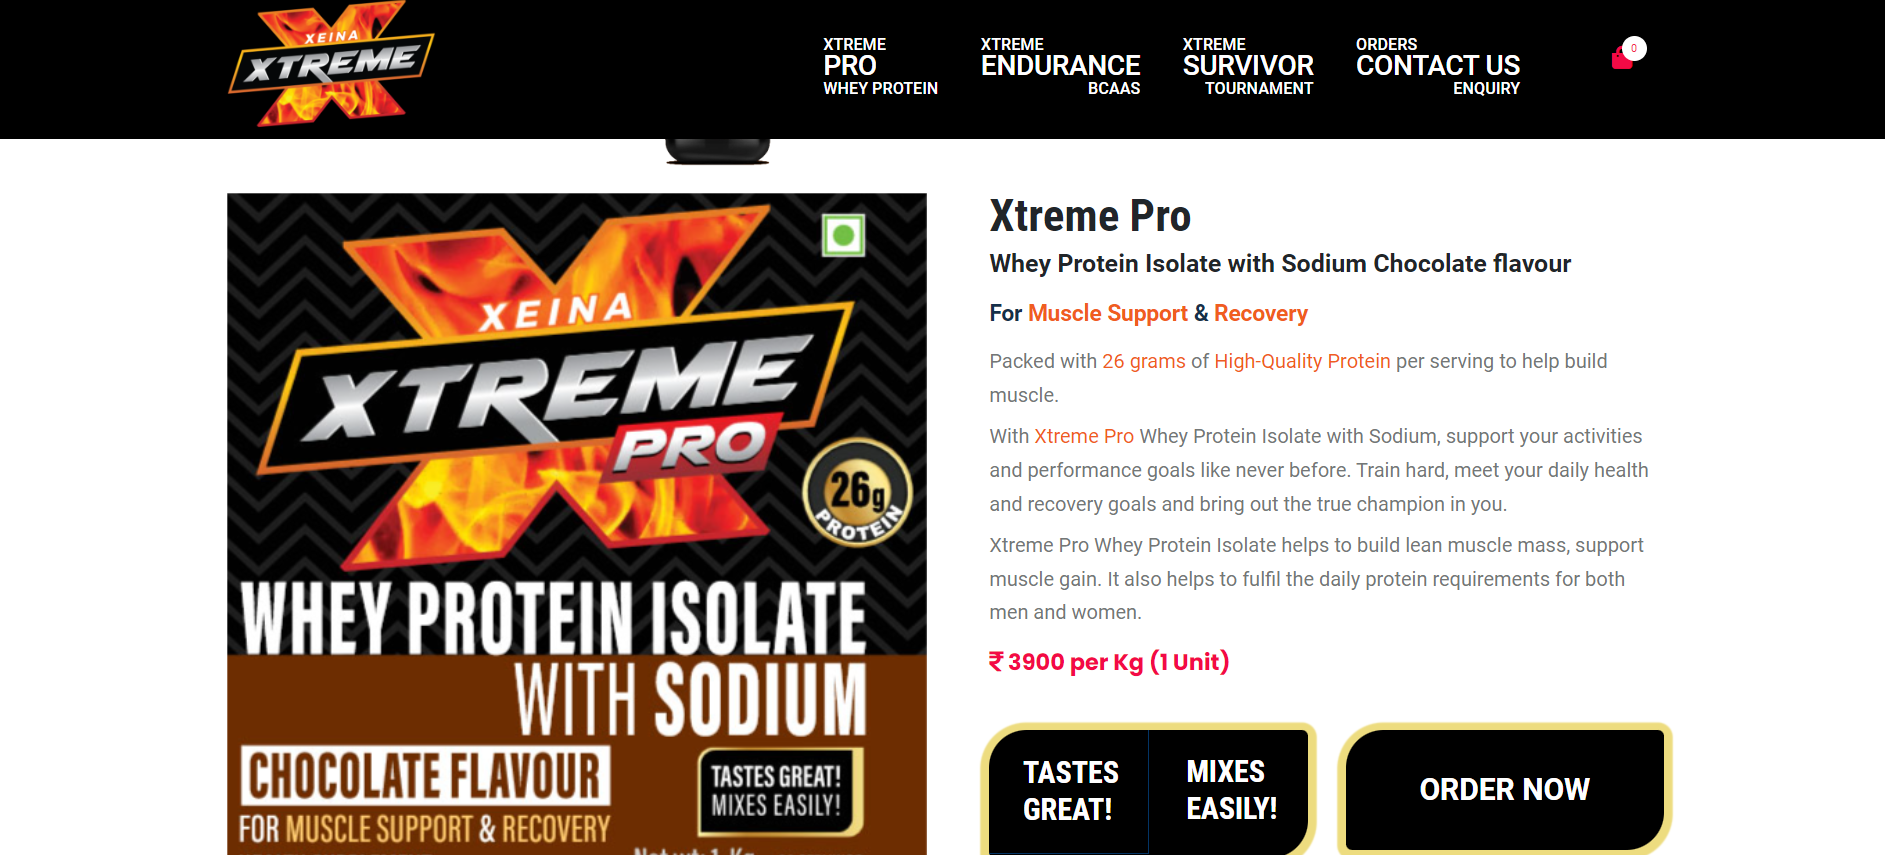 XEINA
XTREME
XTREME
PRO
WHEY PROTEIN
XTREME
ENDURANCE
BCAAS
XTREME
SURVIVOR
TOURNAMENT
ORDERS
CONTACT US
ENQUIRY
0
XEINA
XTREME
PRO
26g
PROTEIN
WHEY PROTEIN ISOLATE
WITH SODIUM
CHOCOLATE FLAVOUR
FOR MUSCLE SUPPORT & RECOVERY
TASTES GREAT!
MIXES EASILY!
Net wt: 1 Kg
Xtreme Pro
Whey Protein Isolate with Sodium Chocolate flavour
For Muscle Support & Recovery
Packed with 26 grams of High-Quality Protein per serving to help build
muscle.
With Xtreme Pro Whey Protein Isolate with Sodium, support your activities
and performance goals like never before. Train hard, meet your daily health
and recovery goals and bring out the true champion in you.
Xtreme Pro Whey Protein Isolate helps to build lean muscle mass, support
muscle gain. It also helps to fulfil the daily protein requirements for both
men and women.
₹ 3900 per Kg (1 Unit)
TASTES
GREAT!
MIXES
EASILY!
ORDER NOW